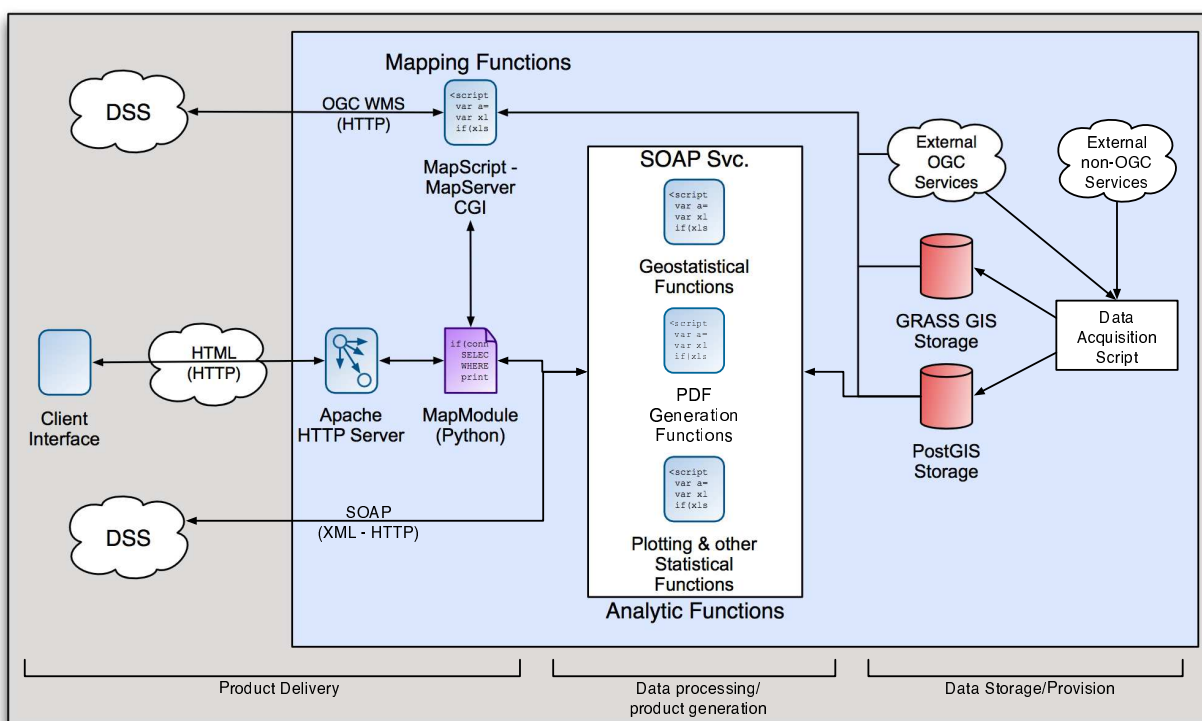 Mapping Functions
DSS
OGC WMS
(HTTP)
<script
var a=
var xl
if(xls
MapScript -
MapServer
CGI
SOAP Svc.
<script
var a=
var xl
if(xls
Geostatistical
Functions
<script
var a=
var xl
if|xls
PDF
Generation
Functions
<script
var a=
var xl
if(xls
Plotting & other
Statistical
Functions
Analytic Functions
External
OGC
Services
External
non-OGC
Services
GRASS GIS
Storage
Data
Acquisition
Script
PostGIS
Storage
HTML
(HTTP)
Client
Interface
Apache
HTTP Server
if(conn
SELEC
WHERE
print
MapModule
(Python)
DSS
SOAP
(XML - HTTP)
Product Delivery
Data processing/
product generation
Data Storage/Provision